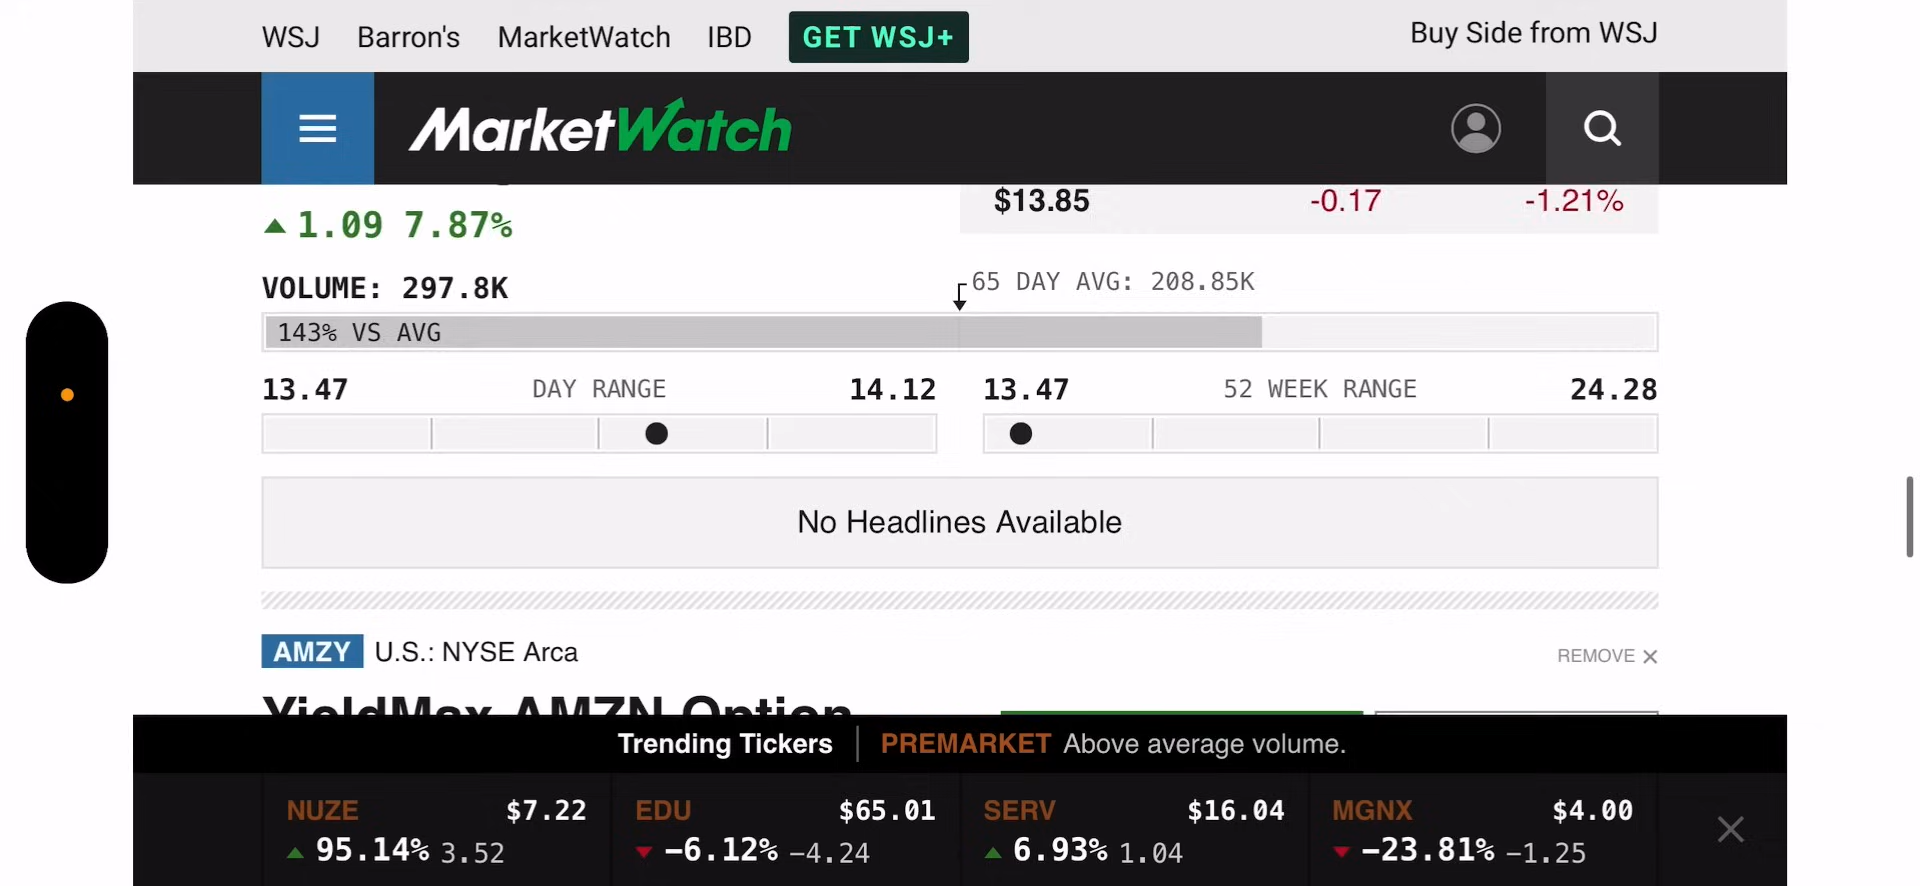 WSJ Barron's MarketWatch IBD GET WSJ+ Buy Side from WSJ
MarketWatch
$13.85 -0.17 -1.21%
1.09 7.87%
VOLUME: 297.8K 65 DAY AVG: 208.85K
143% VS AVG
13.47 DAY RANGE 14.12 13.47 52 WEEK RANGE 24.28
No Headlines Available
AMZY U.S.: NYSE Arca REMOVE
YieldMax AMZN Option
Trending Tickers PREMARKET Above average volume.
NUZE $7.22 EDU $65.01 SERV $16.04 MGNX $4.00
95.14% 3.52 −6.12% −4.24 6.93% 1.04 −23.81% −1.25